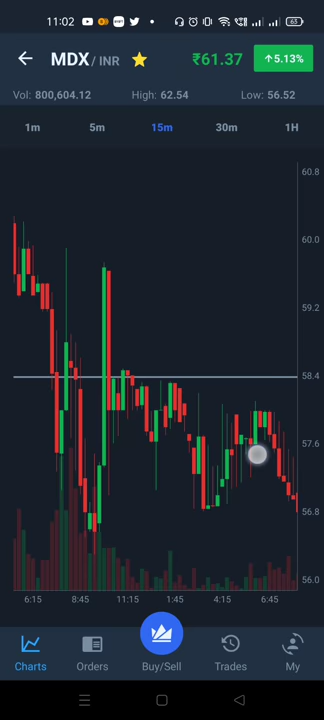 11:02
63
MDX / INR ₹61.37 ↑5.13%
Vol: 800,604.12 High: 62.54 Low: 56.52
1m 5m 15m 30m 1H
60.8
60.0
59.2
58.4
57.6
56.8
56.0
6:15 8:45 11:15 1:45 4:15 6:45
Charts Orders Buy/Sell Trades My